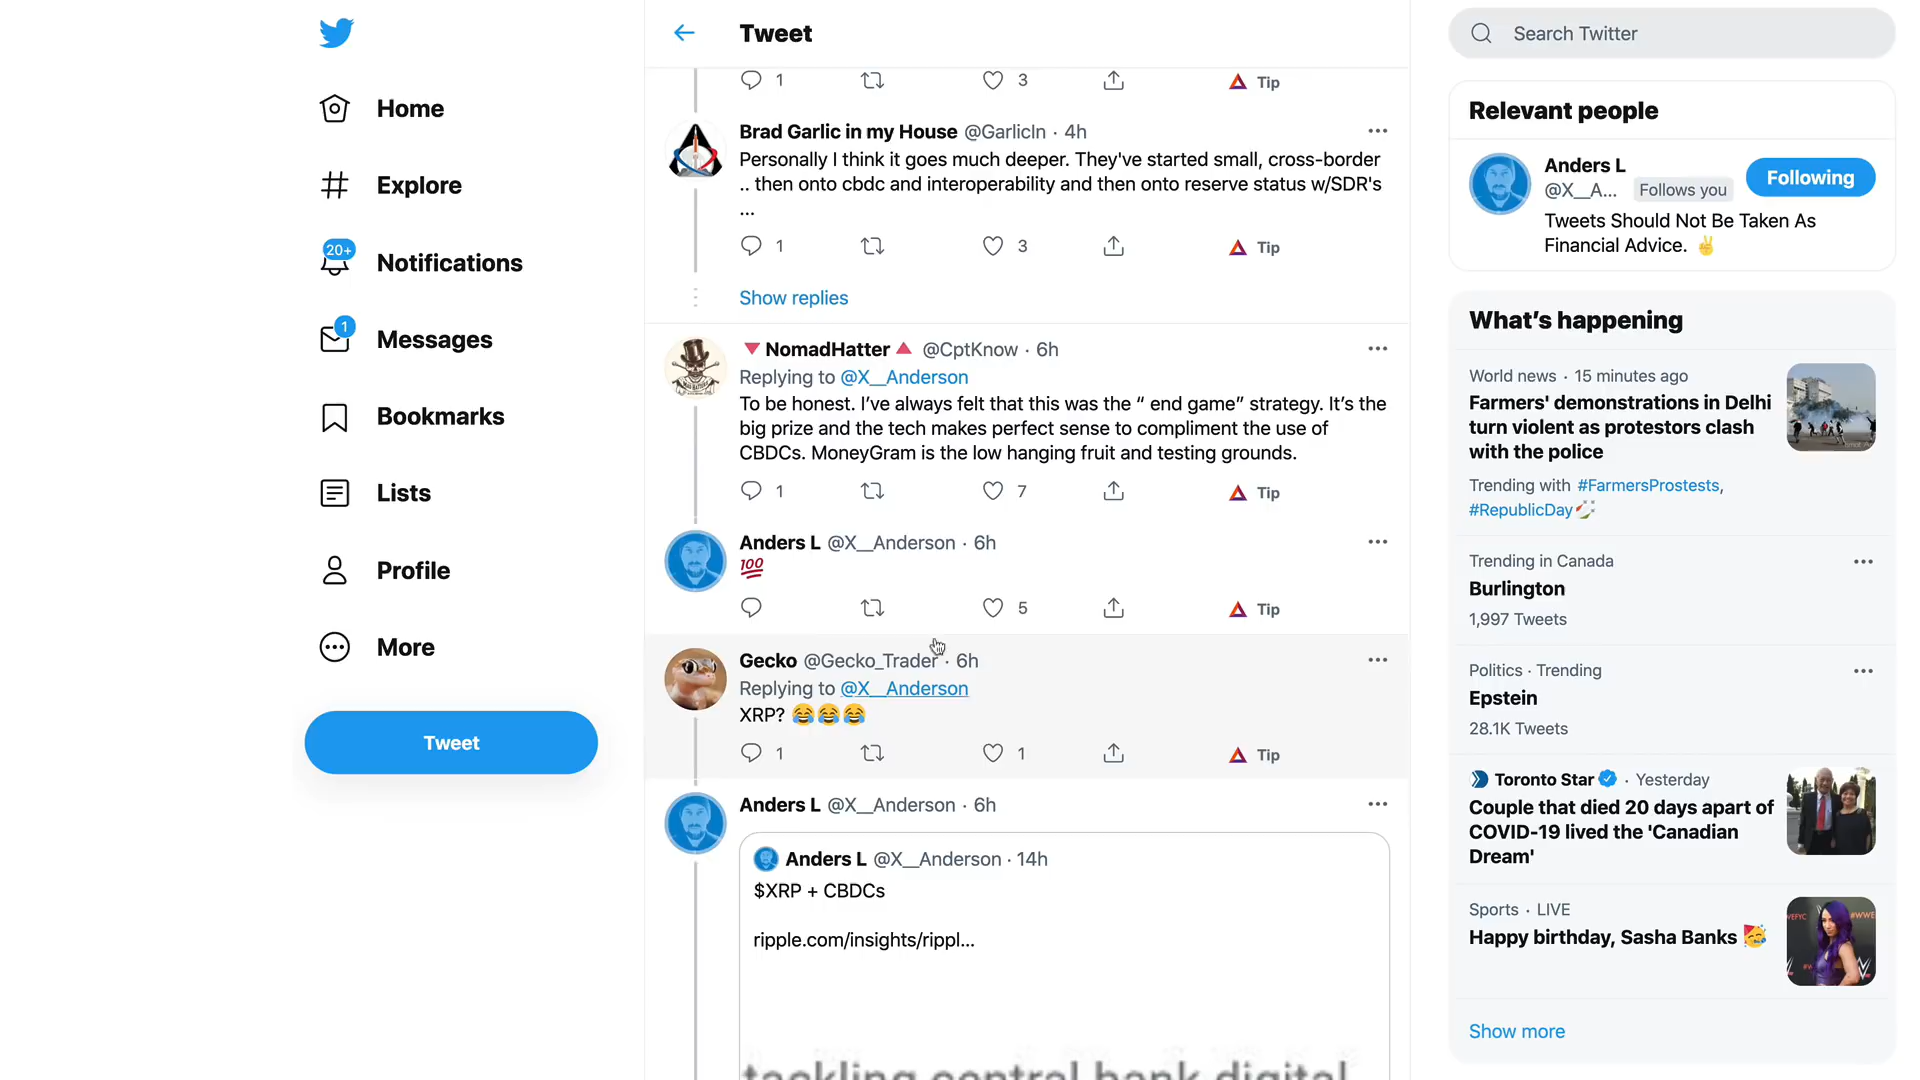 Home
Explore
20+
Notifications
1
Messages
Bookmarks
Lists
Profile
More
Tweet
Tweet
1
3
Tip
Brad Garlic in my House @GarlicIn · 4h
Personally I think it goes much deeper. They've started small, cross-border
.. then onto cbdc and interoperability and then onto reserve status w/SDR's
...
1
3
Tip
Show replies
🔻NomadHatter🔺 @CptKnow · 6h
Replying to @X__Anderson
To be honest. I’ve always felt that this was the “ end game” strategy. It’s the
big prize and the tech makes perfect sense to compliment the use of
CBDCs. MoneyGram is the low hanging fruit and testing grounds.
1
7
Tip
Anders L @X__Anderson · 6h
💯
5
Tip
Gecko @Gecko_Trader · 6h
Replying to @X__Anderson
XRP? 😂😂😂
1
1
Tip
Anders L @X__Anderson · 6h
Anders L @X__Anderson · 14h
$XRP + CBDCs
ripple.com/insights/rippl...
tackling central bank digital
Search Twitter
Relevant people
Anders L
@X__A... Follows you
Following
Tweets Should Not Be Taken As
Financial Advice. ✌️
What’s happening
World news · 15 minutes ago
Farmers' demonstrations in Delhi
turn violent as protestors clash
with the police
Trending with #FarmersProstests,
#RepublicDay
Trending in Canada
Burlington
1,997 Tweets
Politics · Trending
Epstein
28.1K Tweets
Toronto Star · Yesterday
Couple that died 20 days apart of
COVID-19 lived the 'Canadian
Dream'
Sports · LIVE
Happy birthday, Sasha Banks 🥳
Show more